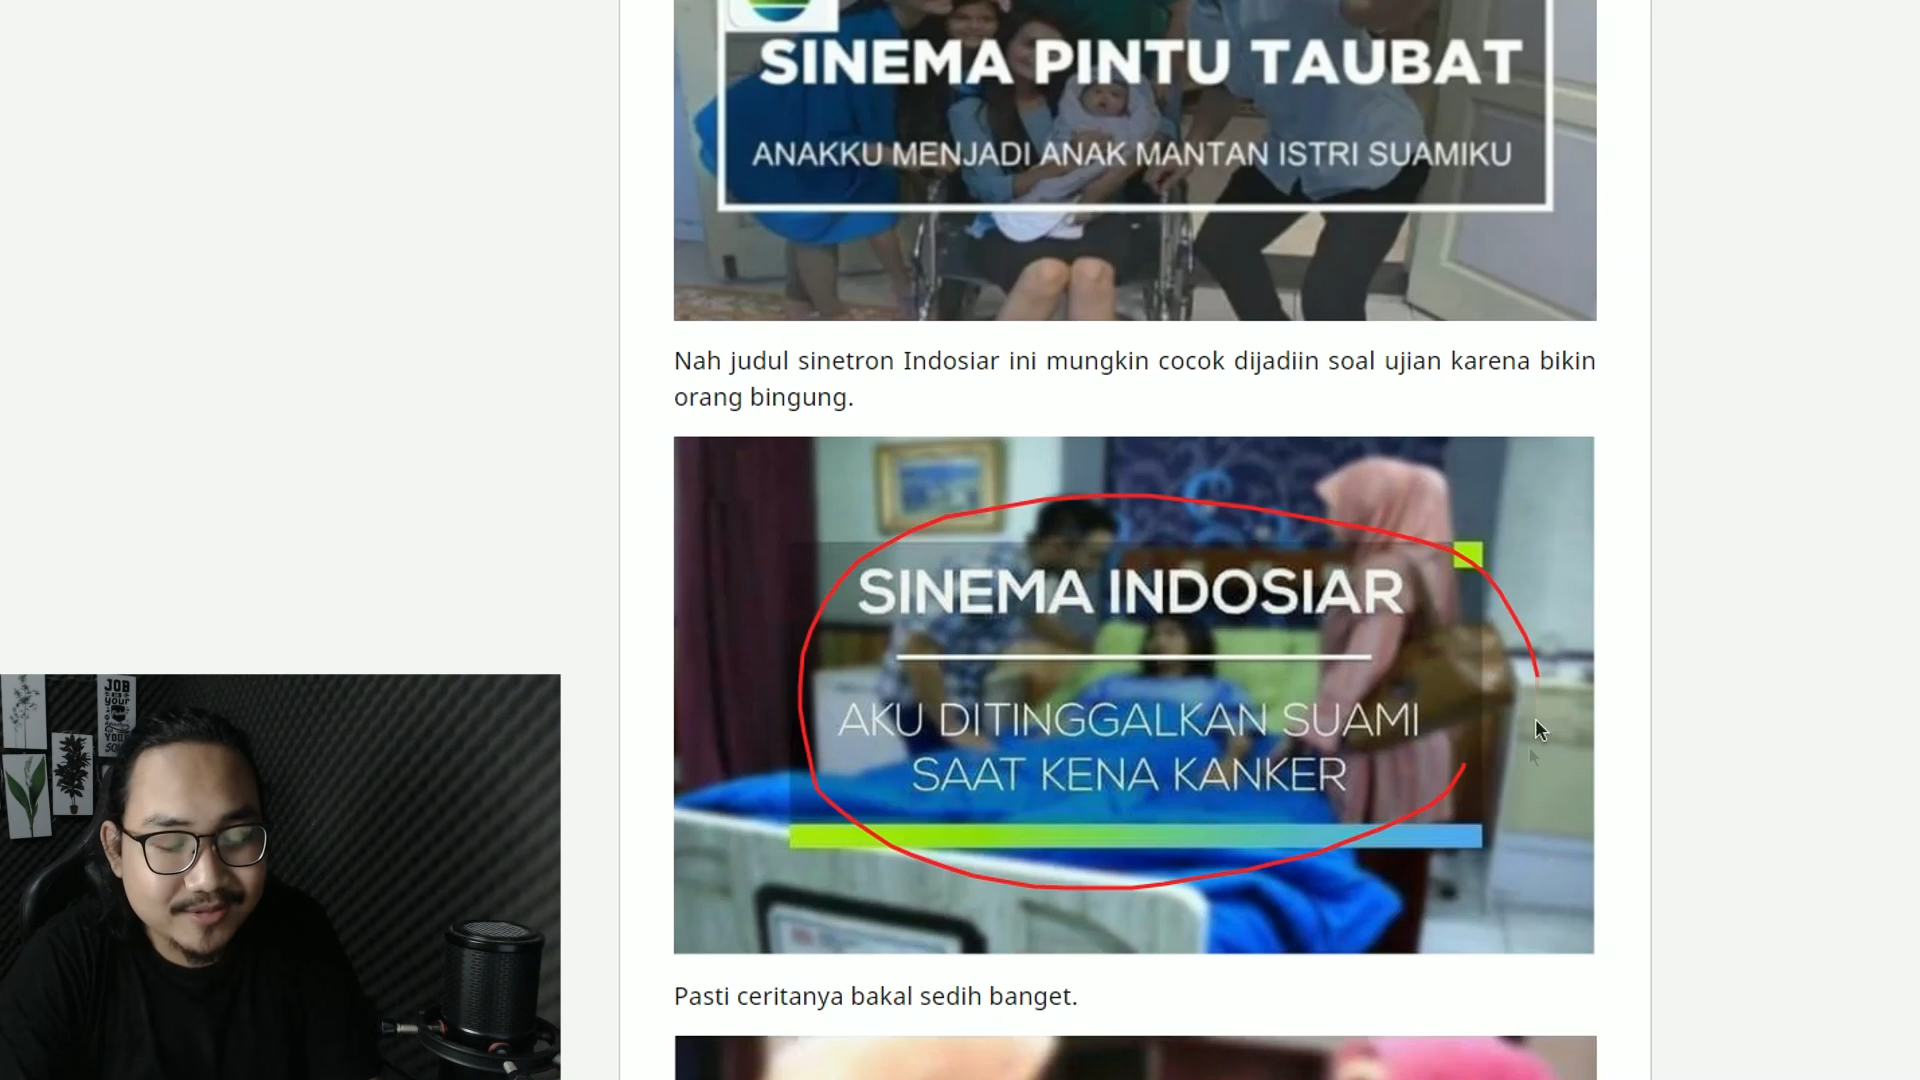 SINEMA PINTU TAUBAT
ANAKKU MENJADI ANAK MANTAN ISTRI SUAMIKU
Nah judul sinetron Indosiar ini mungkin cocok dijadiin soal ujian karena bikin
orang bingung.
SINEMA INDOSIAR
AKU DITINGGALKAN SUAMI
SAAT KENA KANKER
Pasti ceritanya bakal sedih banget.
JOB
your
YOU